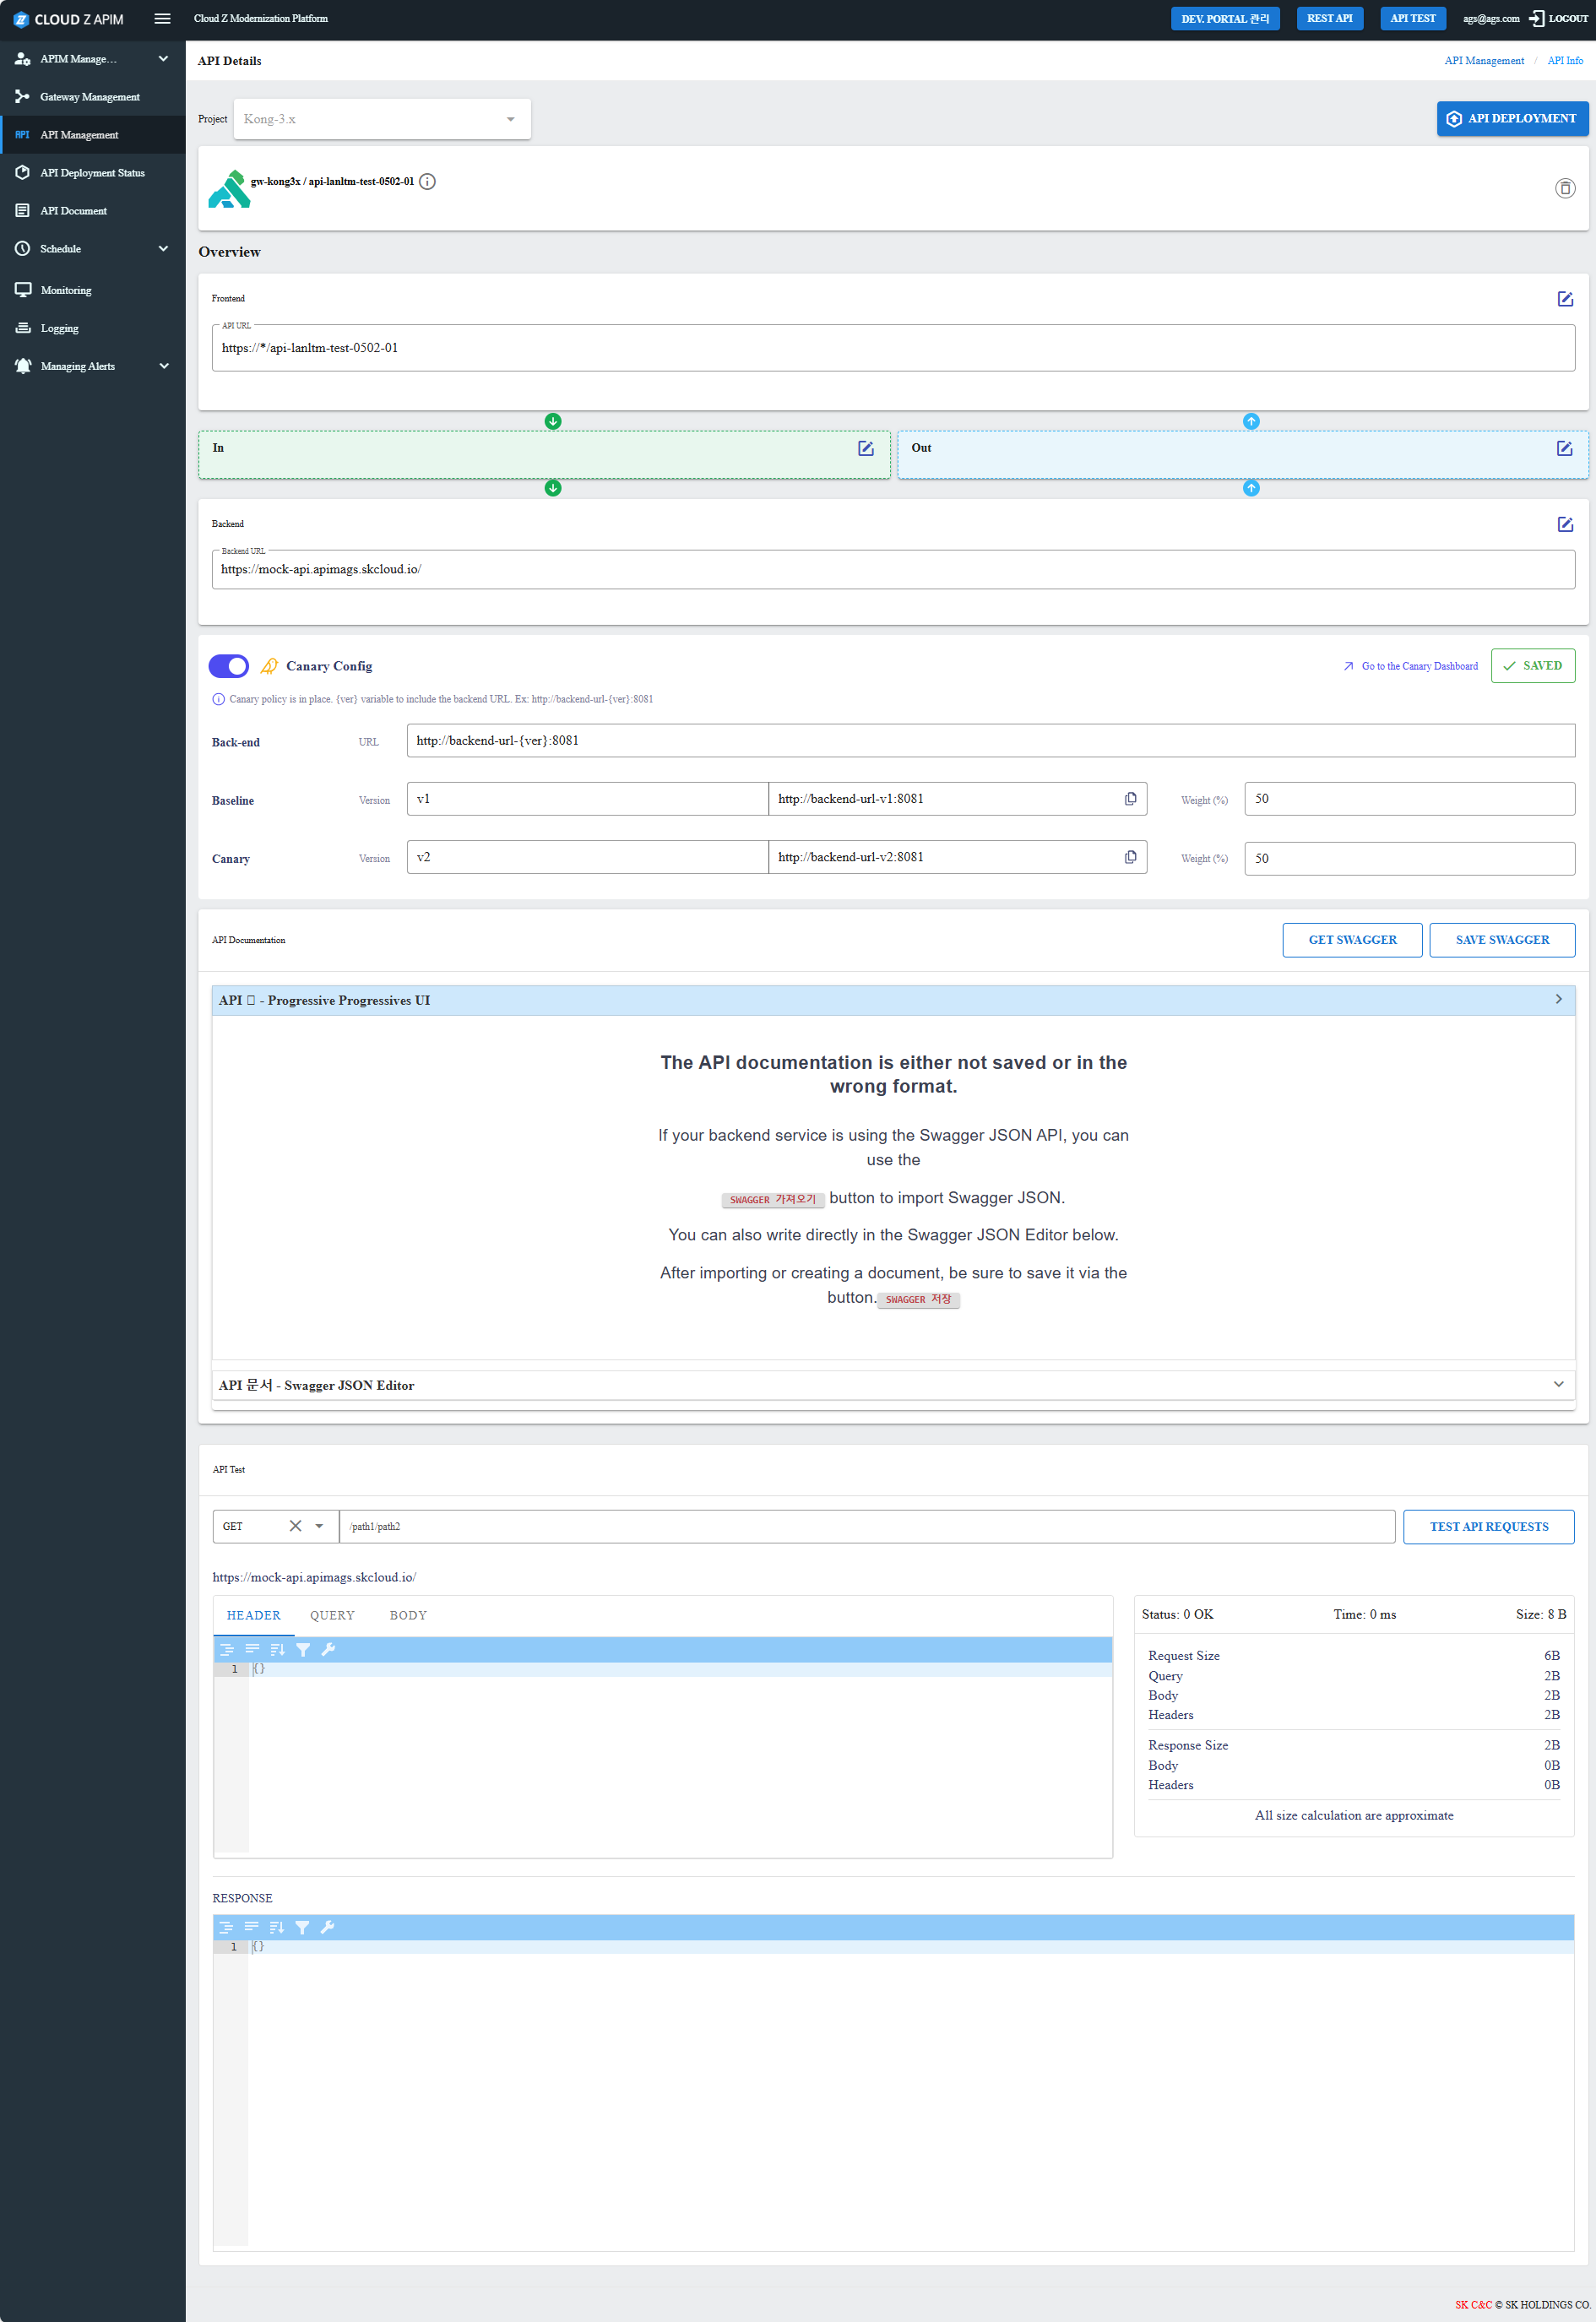 CLOUD Z APIM
Cloud Z Modernization Platform
DEV. PORTAL 관리
REST API
API TEST
ags@ags.com
LOGOUT
APIM Manage...
Gateway Management
API API Management
API Deployment Status
API Document
Schedule
Monitoring
Logging
Managing Alerts
API Details
API Management / API Info
Project
Kong-3.x
API DEPLOYMENT
gw-kong3x / api-lanltm-test-0502-01
Overview
Frontend
API URL
https://*/api-lanltm-test-0502-01
In
Out
Backend
Backend URL
https://mock-api.apimags.skcloud.io/
Canary Config
Go to the Canary Dashboard
SAVED
Canary policy is in place. {ver} variable to include the backend URL. Ex: http://backend-url-{ver}:8081
Back-end URL http://backend-url-{ver}:8081
Baseline Version v1 http://backend-url-v1:8081 Weight (%) 50
Canary Version v2 http://backend-url-v2:8081 Weight (%) 50
API Documentation
GET SWAGGER
SAVE SWAGGER
API - Progressive Progressives UI
The API documentation is either not saved or in the
wrong format.
If your backend service is using the Swagger JSON API, you can
use the
SWAGGER 가져오기 button to import Swagger JSON.
You can also write directly in the Swagger JSON Editor below.
After importing or creating a document, be sure to save it via the
button. SWAGGER 저장
API 문서 - Swagger JSON Editor
API Test
GET
/path1/path2
TEST API REQUESTS
https://mock-api.apimags.skcloud.io/
HEADER QUERY BODY
1 {}
Status: 0 OK Time: 0 ms Size: 8 B
Request Size 6B
Query 2B
Body 2B
Headers 2B
Response Size 2B
Body 0B
Headers 0B
All size calculation are approximate
RESPONSE
1 {}
SK C&C © SK HOLDINGS CO